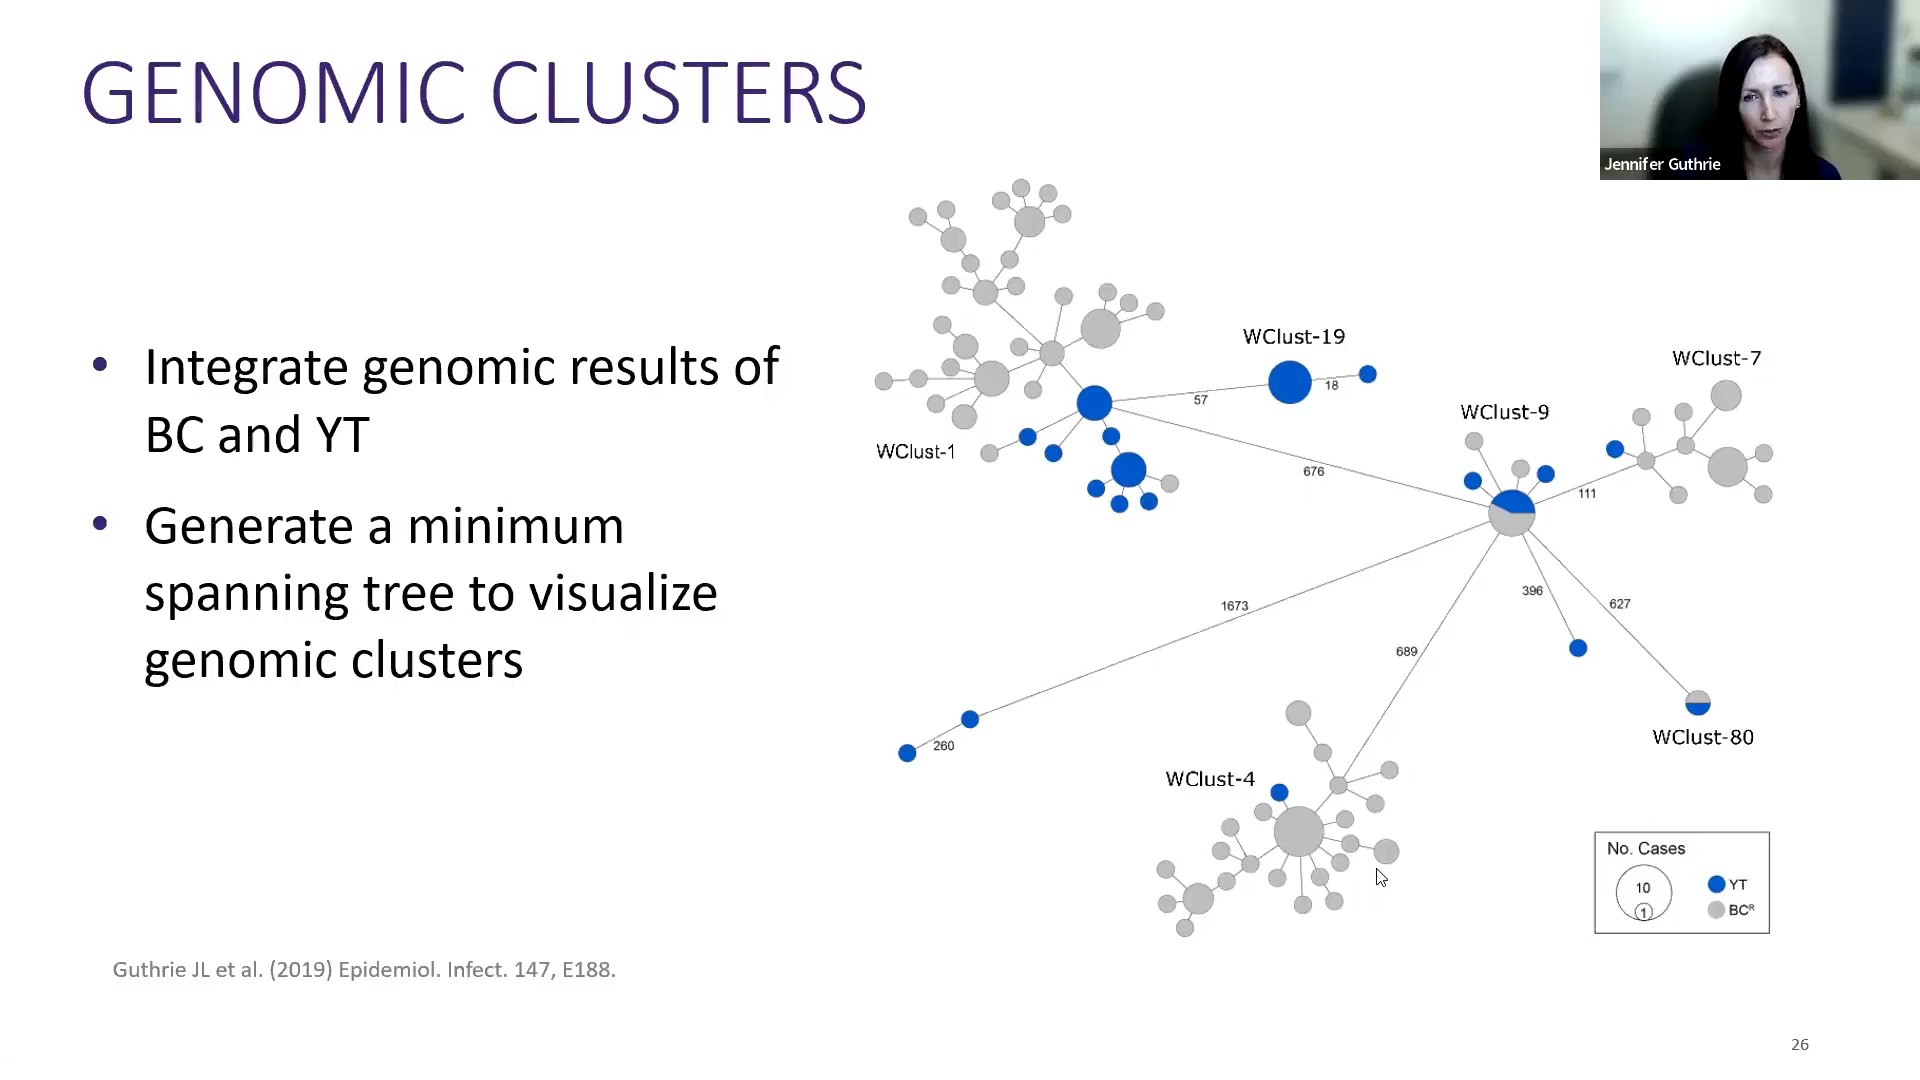 GENOMIC CLUSTERS
Jennifer Guthrie
• Integrate genomic results of
BC and YT
• Generate a minimum
spanning tree to visualize
genomic clusters
WClust-19
WClust-7
18
57
WClust-9
WClust-1
676
111
396
627
1673
689
WClust-80
260
WClust-4
No. Cases
10
1
YT
BCᴿ
Guthrie JL et al. (2019) Epidemiol. Infect. 147, E188.
26